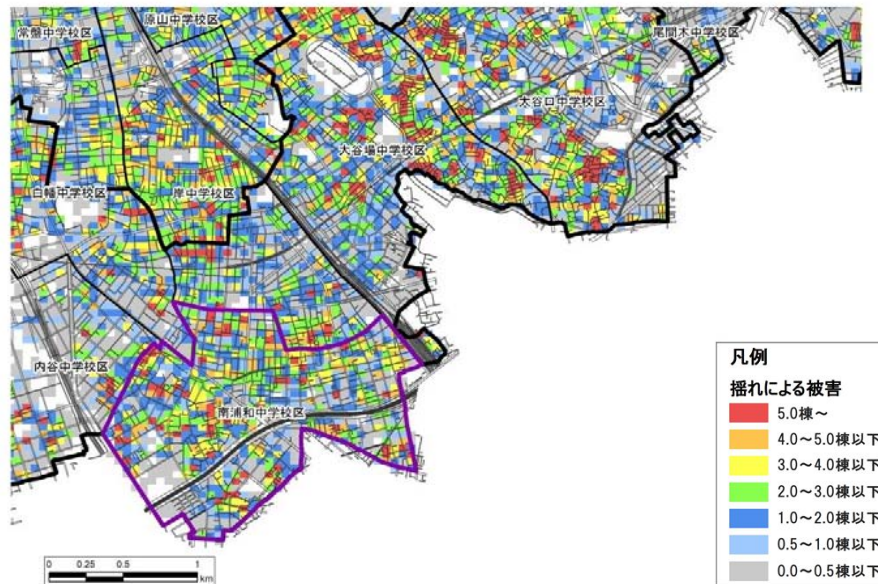 原山中学校区
常盤中学校区
尾間木中学校区
大谷口中学校区
大谷場中学校区
白幡中学校区
岸中学校区
内谷中学校区
南浦和中学校区
凡例
揺れによる被害
5.0棟～
4.0～5.0棟以下
3.0～4.0棟以下
2.0～3.0棟以下
1.0～2.0棟以下
0.5～1.0棟以下
0.0～0.5棟以下
0 0.25 0.5 1
km